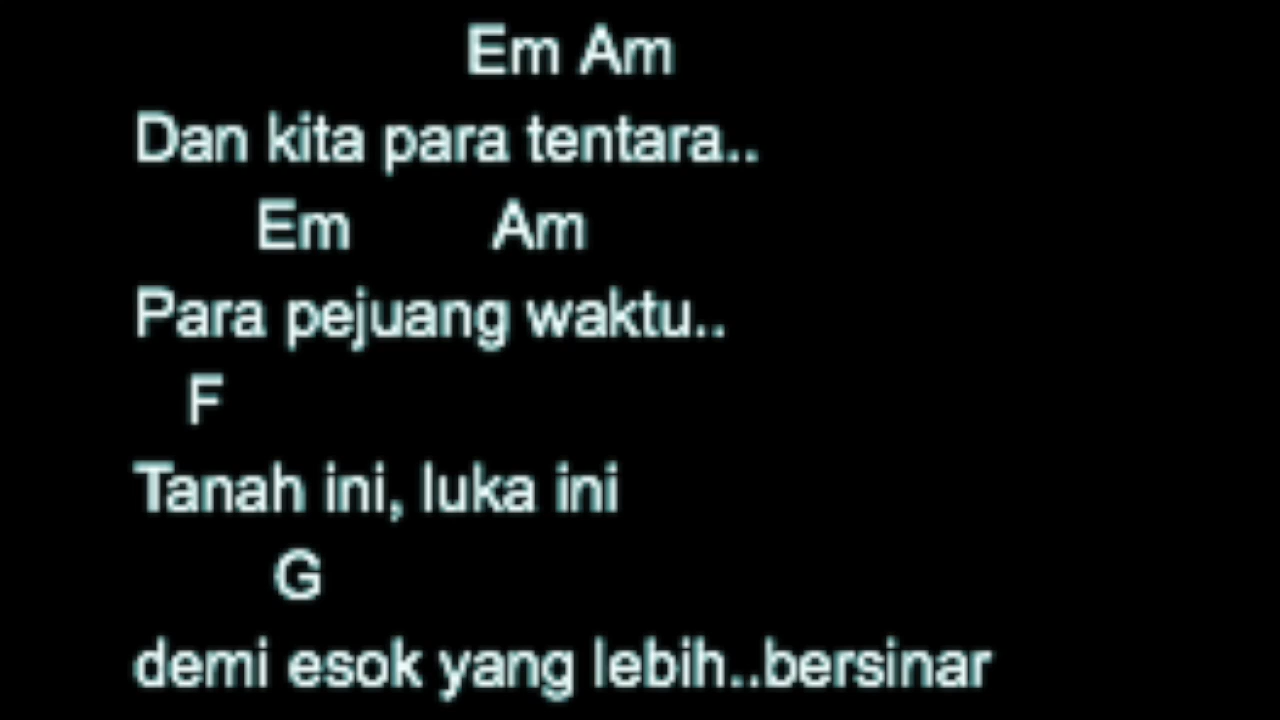 Em Am
Dan kita para tentara..
Em Am
Para pejuang waktu..
F
Tanah ini, luka ini
G
demi esok yang lebih..bersinar